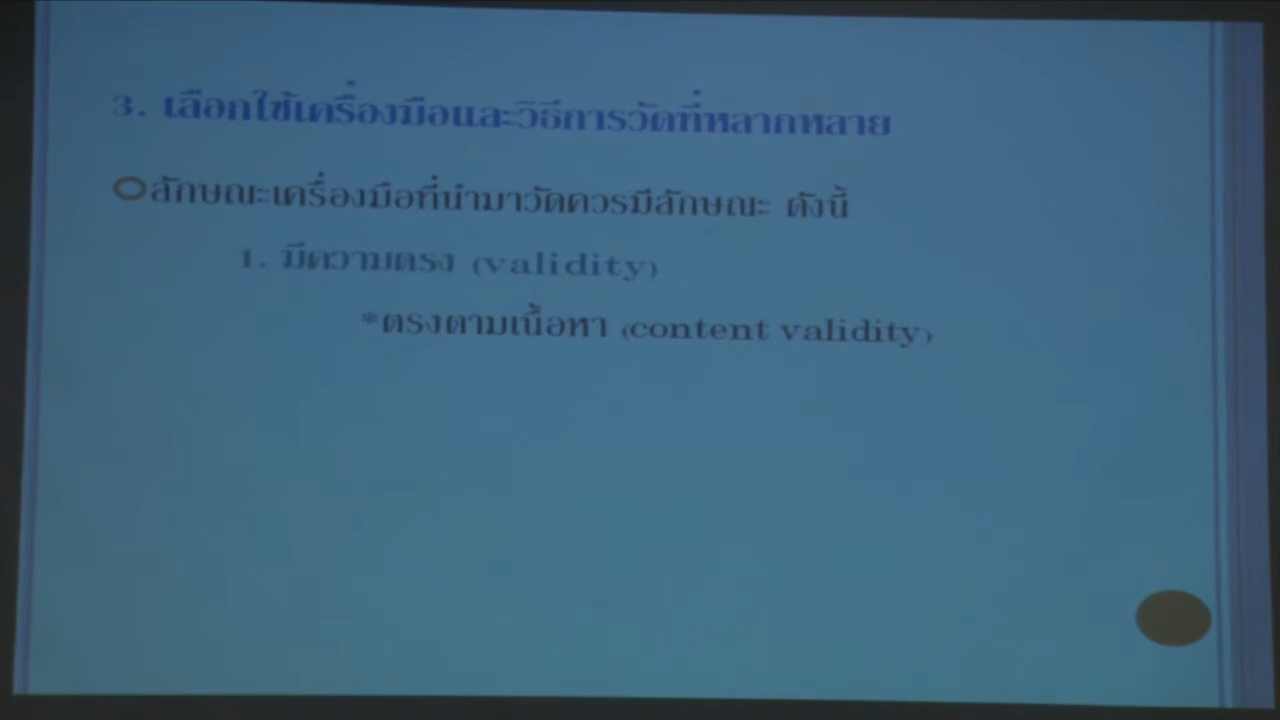 3. เลือกใช้เครื่องมือและวิธีการวัดที่หลากหลาย
ลักษณะเครื่องมือที่นำมาวัดควรมีลักษณะ ดังนี้
1. มีความตรง (validity)
*ตรงตามเนื้อหา (content validity)